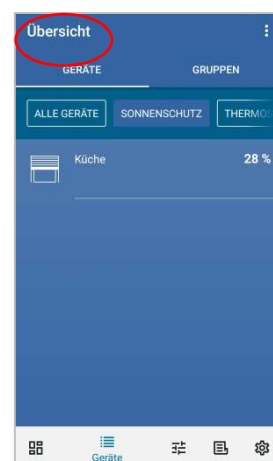 Übersicht
GERÄTE GRUPPEN
ALLE GERÄTE SONNENSCHUTZ THERMOS
Küche 28 %
Geräte